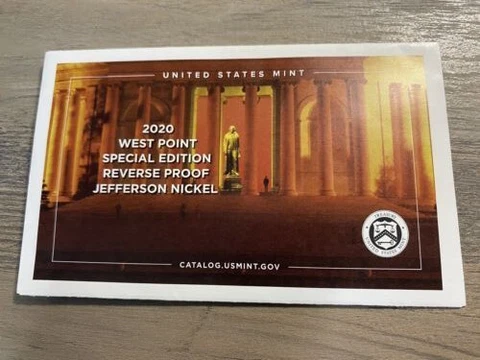 UNITED STATES MINT
2020
WEST POINT
SPECIAL EDITION
REVERSE PROOF
JEFFERSON NICKEL
CATALOG.USMINT.GOV